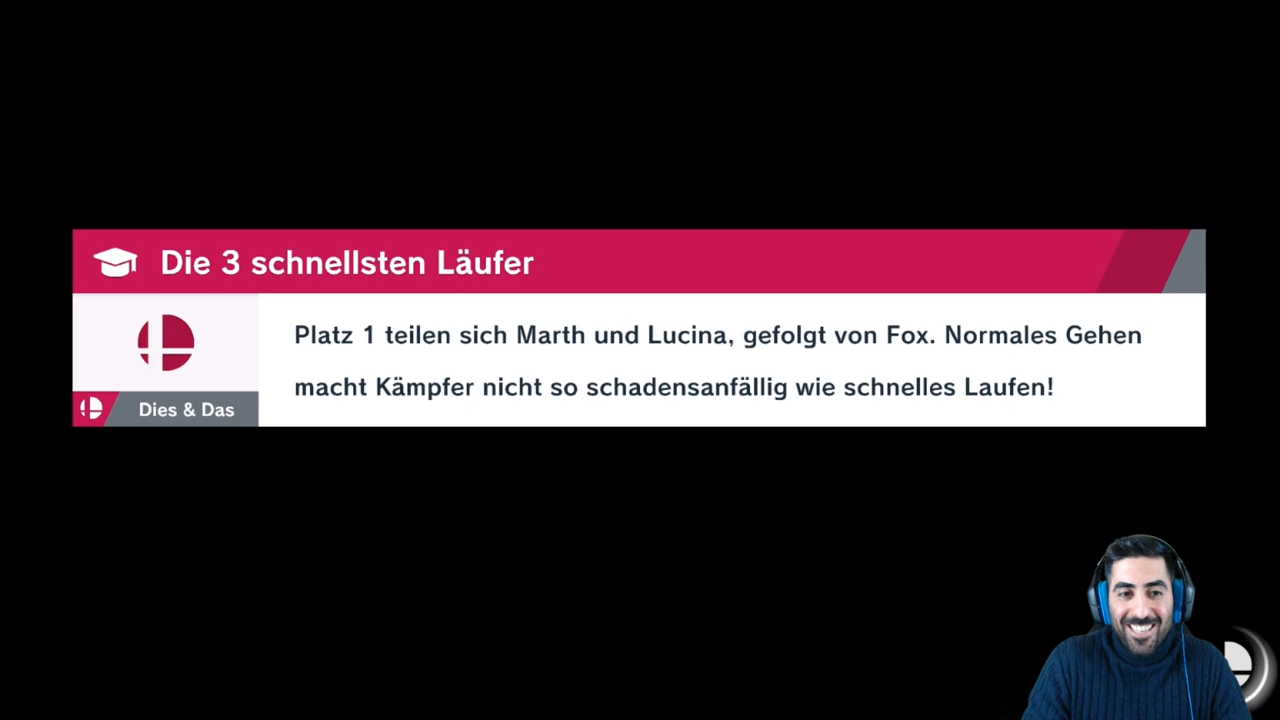 Die 3 schnellsten Läufer
Platz 1 teilen sich Marth und Lucina, gefolgt von Fox. Normales Gehen
macht Kämpfer nicht so schadensanfällig wie schnelles Laufen!
Dies & Das